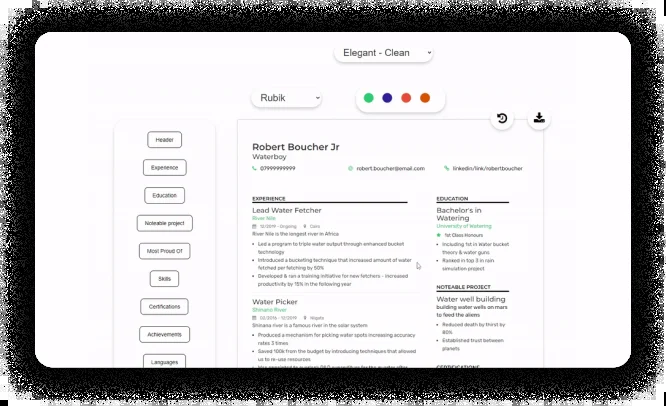 Elegant - Clean
Rubik
Header
Experience
Education
Noteable project
Most Proud Of
Skills
Certifications
Achievements
Languages
Robert Boucher Jr
Waterboy
07999999999
robert.boucher@email.com
linkedin/link/robertboucher
EXPERIENCE
Lead Water Fetcher
River Nile
12/2019 - Ongoing
Cairo
River Nile is the longest river in Africa
Led a program to triple water output through enhanced bucket
technology
Introduced a bucketing technique that increased amount of water
fetched per fetching by 50%
Developed & ran a training initiative for new fetchers - increased
productivity by 15% in the following year
Water Picker
Shinano River
02/2016 - 12/2019
Niigata
Shinano river is a famous river in the solar system
Produced a mechanism for picking water spots increasing accuracy
rates 3 times
Saved 100k from the budget by introducing techniques that allowed
us to re-use resources
EDUCATION
Bachelor's in
Watering
University of Watering
1st Class Honours
Including 1st in Water bucket
theory & water guns
Ranked in top 3 in rain
simulation project
NOTEABLE PROJECT
Water well building
building water wells on mars
to feed the aliens
Reduced death by thirst by
80%
Established trust between
planets